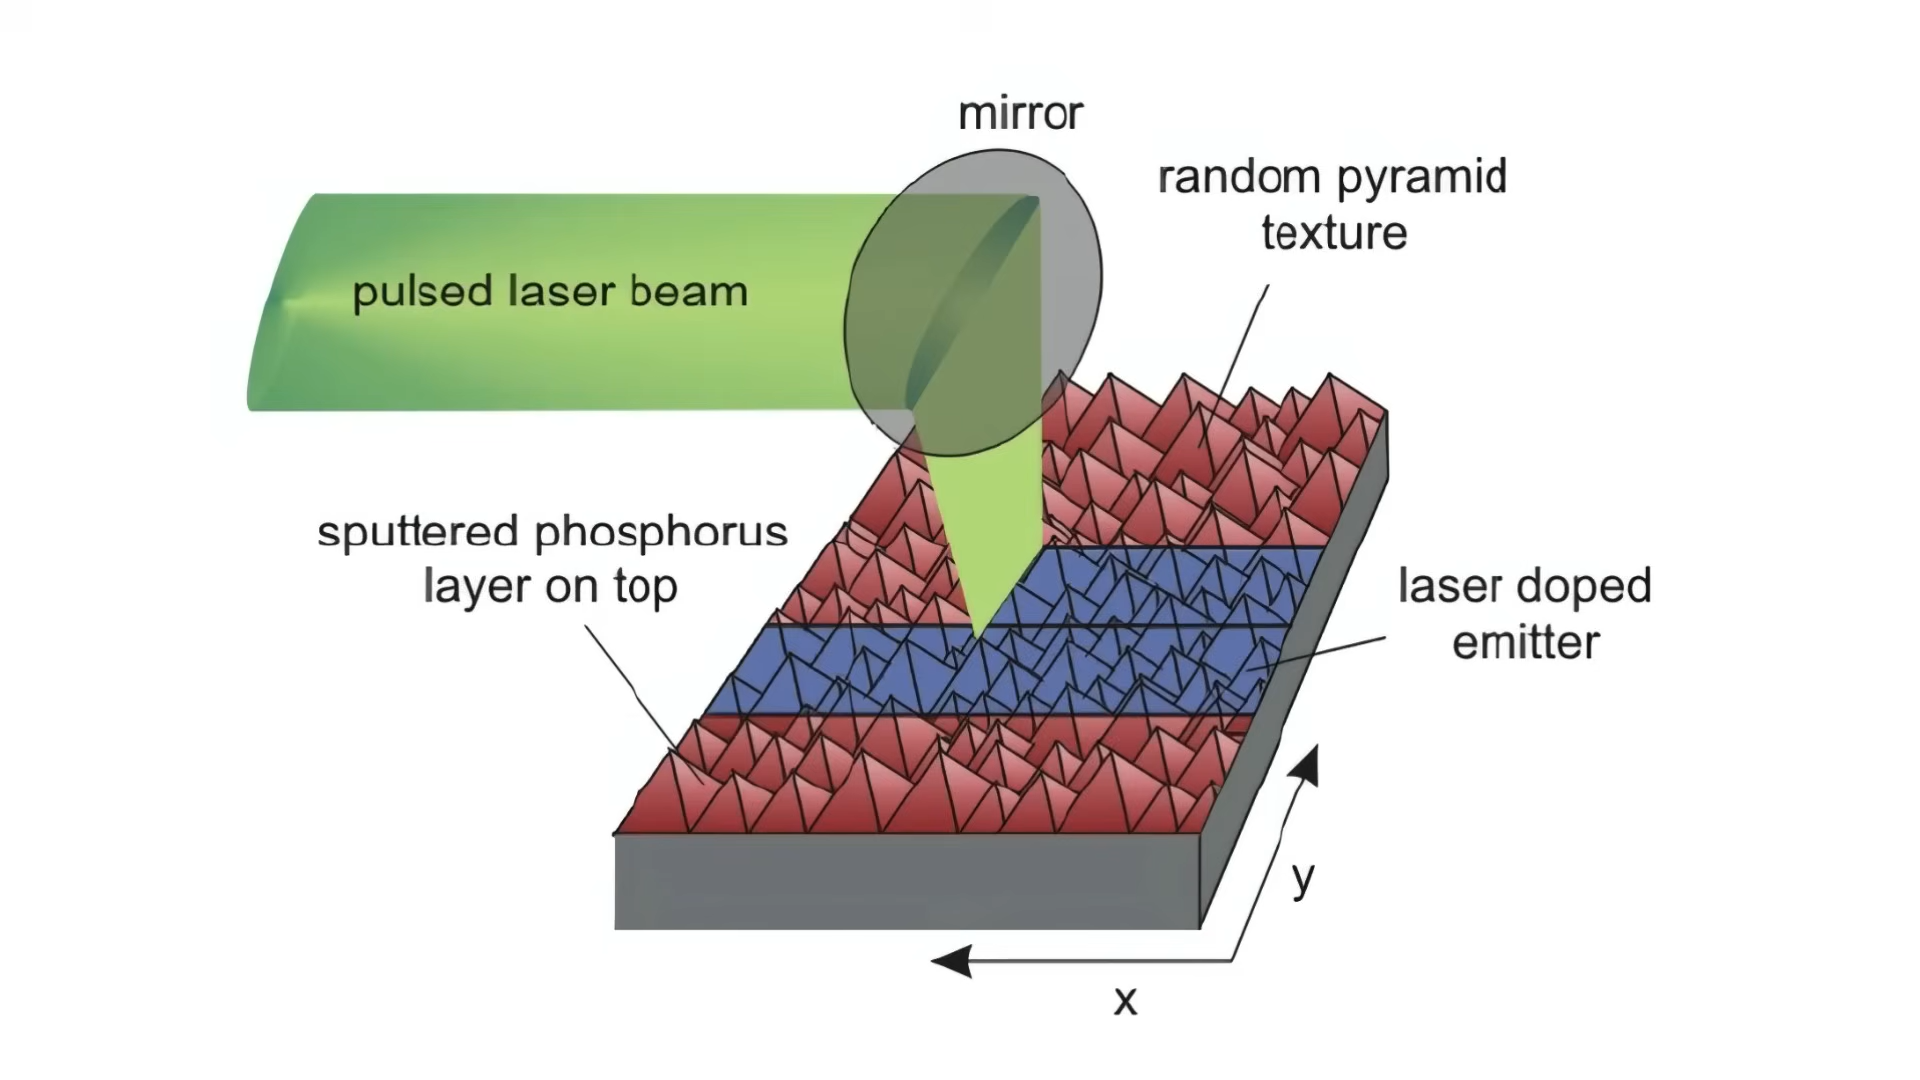 mirror
random pyramid
texture
pulsed laser beam
sputtered phosphorus
layer on top
laser doped
emitter
y
x